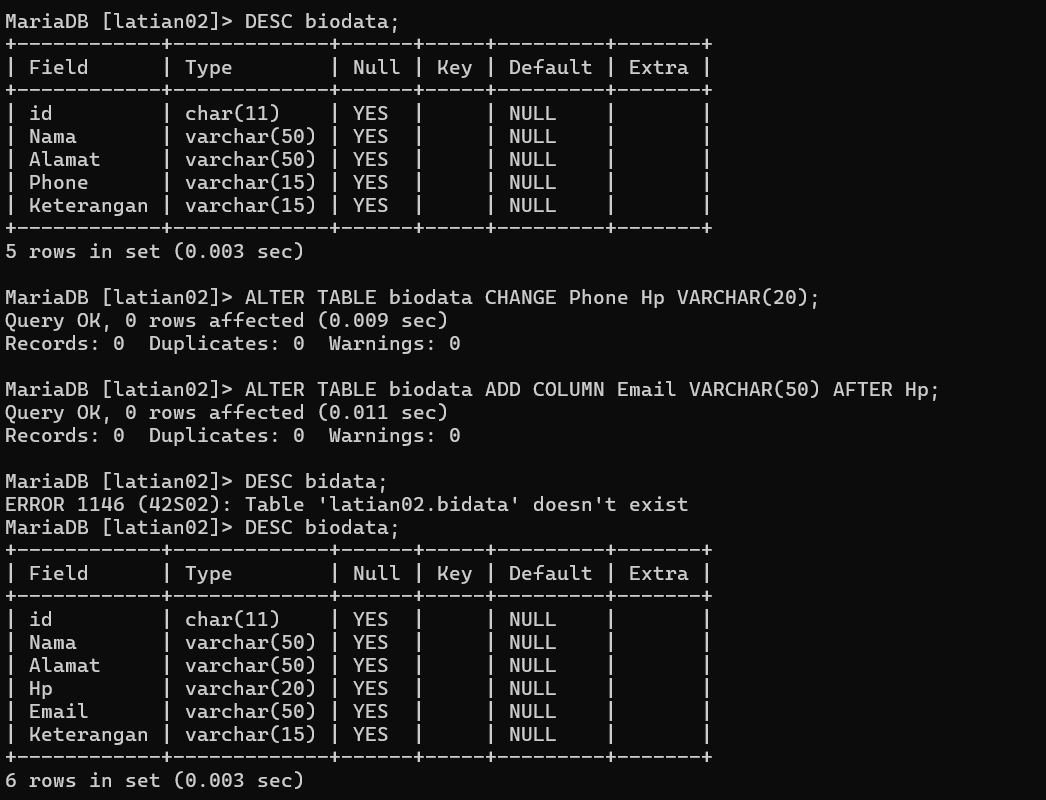 MariaDB [latian02]> DESC biodata;
+------------+-------------+------+-----+---------+-------+
| Field      | Type        | Null | Key | Default | Extra |
+------------+-------------+------+-----+---------+-------+
| id         | char(11)    | YES  |     | NULL    |       |
| Nama       | varchar(50) | YES  |     | NULL    |       |
| Alamat     | varchar(50) | YES  |     | NULL    |       |
| Phone      | varchar(15) | YES  |     | NULL    |       |
| Keterangan | varchar(15) | YES  |     | NULL    |       |
+------------+-------------+------+-----+---------+-------+
5 rows in set (0.003 sec)

MariaDB [latian02]> ALTER TABLE biodata CHANGE Phone Hp VARCHAR(20);
Query OK, 0 rows affected (0.009 sec)
Records: 0  Duplicates: 0  Warnings: 0

MariaDB [latian02]> ALTER TABLE biodata ADD COLUMN Email VARCHAR(50) AFTER Hp;
Query OK, 0 rows affected (0.011 sec)
Records: 0  Duplicates: 0  Warnings: 0

MariaDB [latian02]> DESC bidata;
ERROR 1146 (42S02): Table 'latian02.bidata' doesn't exist
MariaDB [latian02]> DESC biodata;
+------------+-------------+------+-----+---------+-------+
| Field      | Type        | Null | Key | Default | Extra |
+------------+-------------+------+-----+---------+-------+
| id         | char(11)    | YES  |     | NULL    |       |
| Nama       | varchar(50) | YES  |     | NULL    |       |
| Alamat     | varchar(50) | YES  |     | NULL    |       |
| Hp         | varchar(20) | YES  |     | NULL    |       |
| Email      | varchar(50) | YES  |     | NULL    |       |
| Keterangan | varchar(15) | YES  |     | NULL    |       |
+------------+-------------+------+-----+---------+-------+
6 rows in set (0.003 sec)